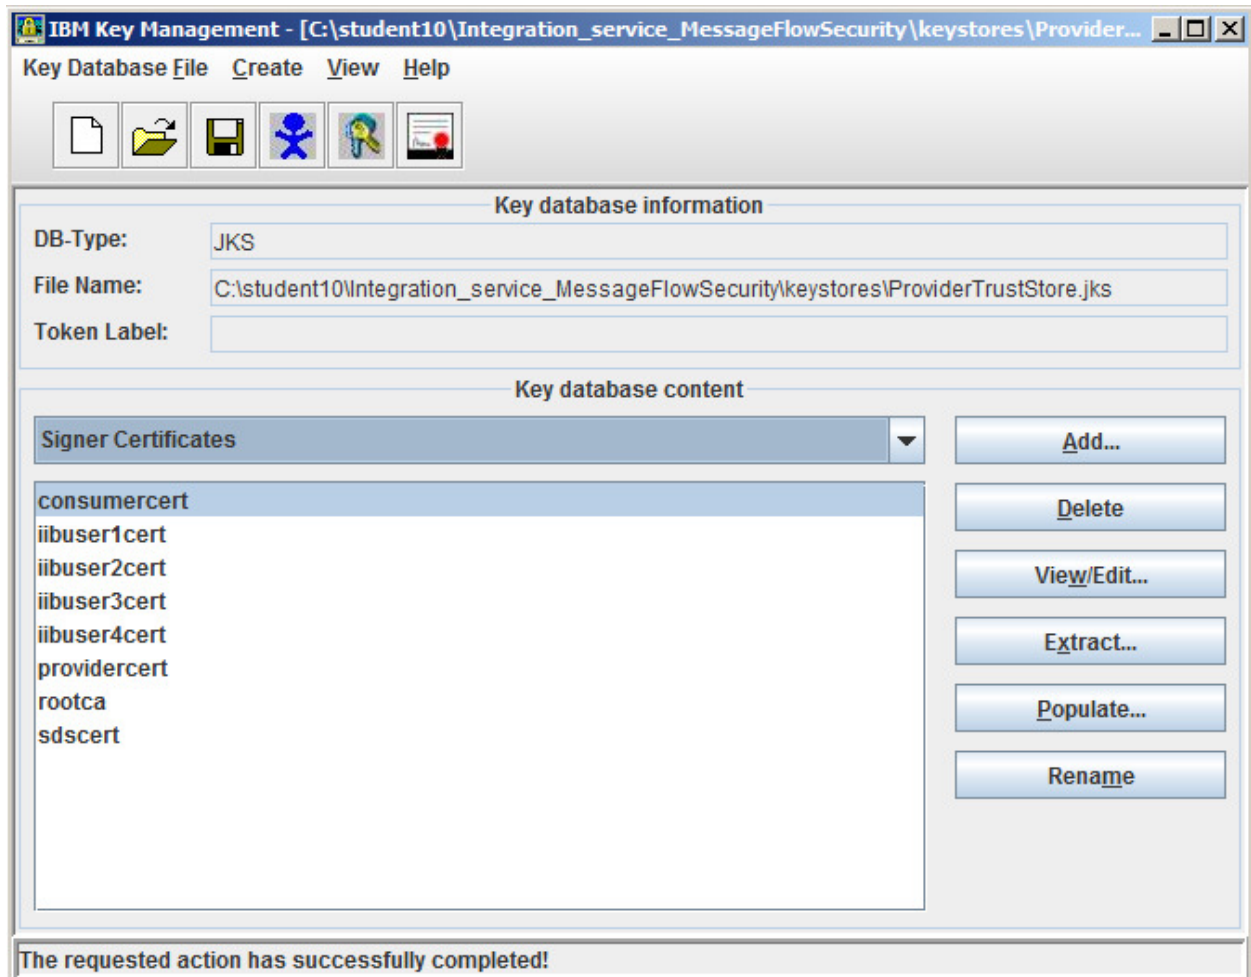 IBM Key Management - [C:\student10\Integration_service_MessageFlowSecurity\keystores\Provider...
Key Database File Create View Help
Key database information
DB-Type: JKS
File Name: C:\student10\Integration_service_MessageFlowSecurity\keystores\ProviderTrustStore.jks
Token Label:
Key database content
Signer Certificates
Add...
consumercert
Delete
iibuser1cert
iibuser2cert
View/Edit...
iibuser3cert
iibuser4cert
Extract...
providercert
rootca
Populate...
sdscert
Rename
The requested action has successfully completed!